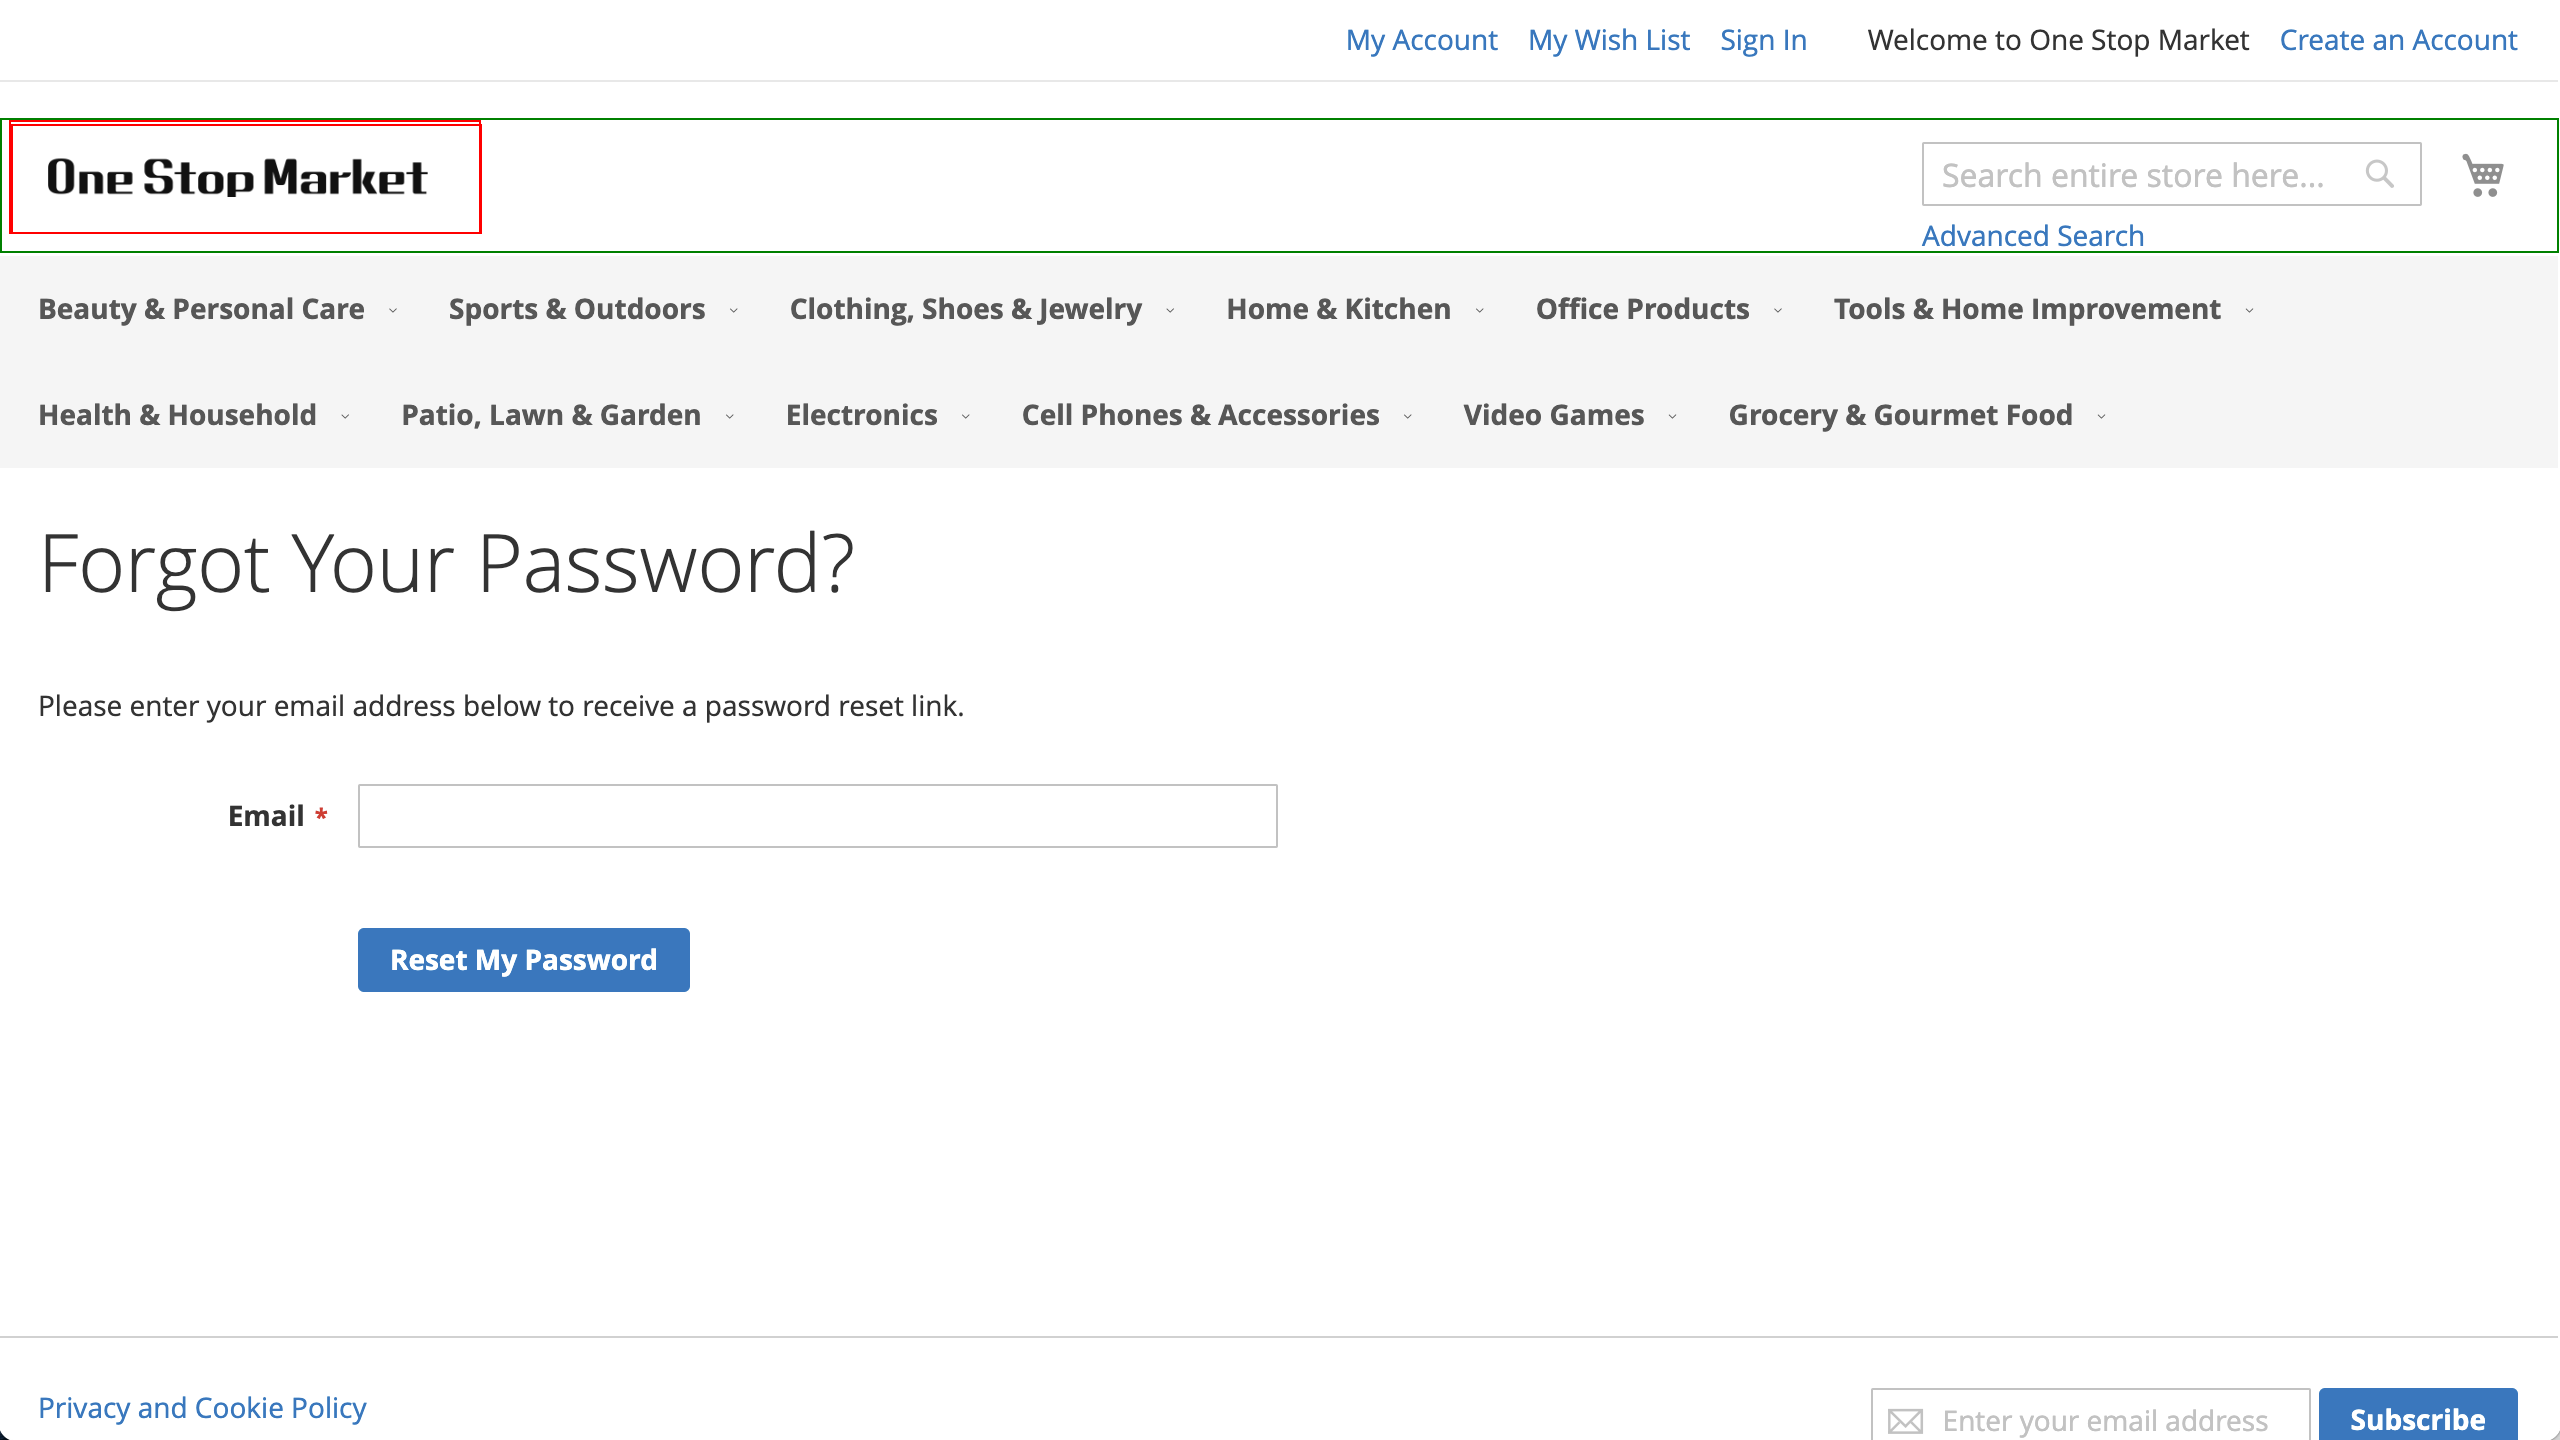 My Account My Wish List Sign In Welcome to One Stop Market Create an Account
One Stop Market
Search entire store here...
Advanced Search
Beauty & Personal Care Sports & Outdoors Clothing, Shoes & Jewelry Home & Kitchen Office Products Tools & Home Improvement
Health & Household Patio, Lawn & Garden Electronics Cell Phones & Accessories Video Games Grocery & Gourmet Food
Forgot Your Password?
Please enter your email address below to receive a password reset link.
Email *
Reset My Password
Privacy and Cookie Policy
Enter your email address Subscribe